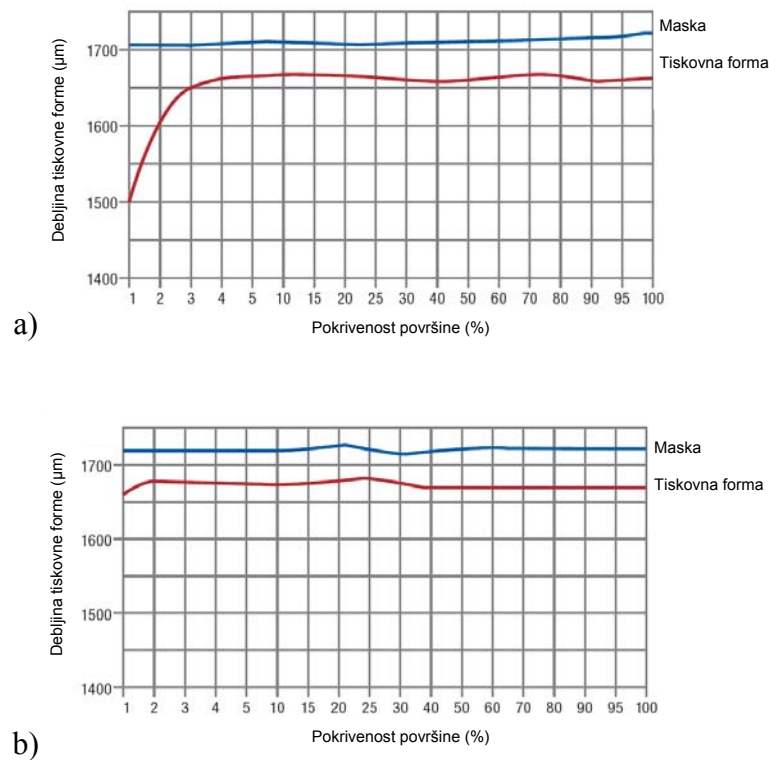 Debljina tiskovne forme (µm)
1700
1600
1500
1400
Maska
Tiskovna forma
1 2 3 4 5 10 15 20 25 30 40 50 60 70 80 90 95 100
Pokrivenost površine (%)
a)
Debljina tiskovne forme (µm)
1700
1600
1500
1400
Maska
Tiskovna forma
1 2 3 4 5 10 15 20 25 30 40 50 60 70 80 90 95 100
Pokrivenost površine (%)
b)